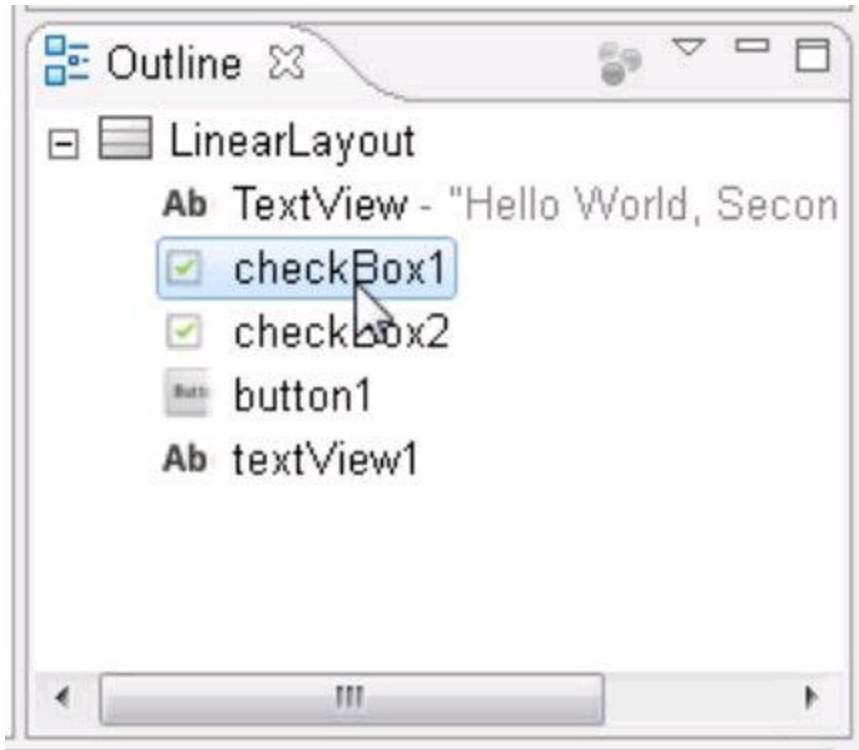 Outline
LinearLayout
Ab TextView - "Hello World, Secon
checkBox1
checkBox2
button1
Ab textView1